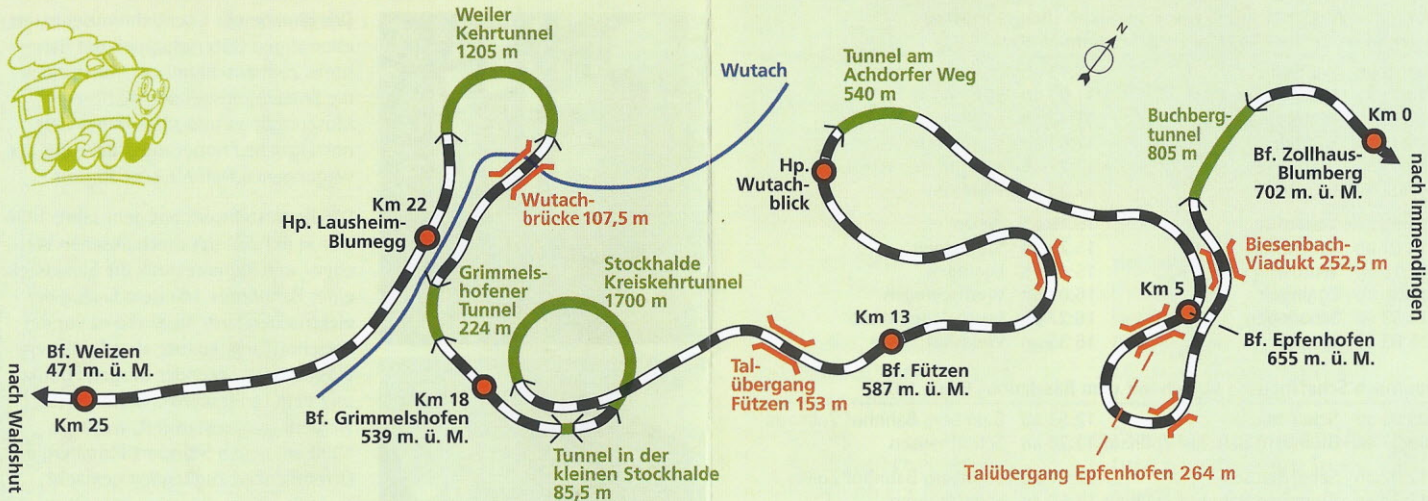 Weiler
Kehrtunnel
1205 m
Wutach
Tunnel am
Achdorfer Weg
540 m
N
Buchberg-
tunnel
805 m
Km 0
Bf. Zollhaus-
Blumberg
702 m. ü. M.
nach Immendingen
Km 22
Hp. Lausheim-
Blumegg
Wutach-
brücke 107,5 m
Hp.
Wutach-
blick
Biesenbach-
Viadukt 252,5 m
Grimmels-
hofener
Tunnel
224 m
Stockhalde
Kreiskehrtunnel
1700 m
Km 5
Bf. Epfenhofen
655 m. ü. M.
Km 13
Bf. Fützen
587 m. ü. M.
Tal-
übergang
Fützen 153 m
Bf. Weizen
471 m. ü. M.
Km 25
nach Waldshut
Km 18
Bf. Grimmelshofen
539 m. ü. M.
Tunnel in der
kleinen Stockhalde
85,5 m
Talübergang Epfenhofen 264 m